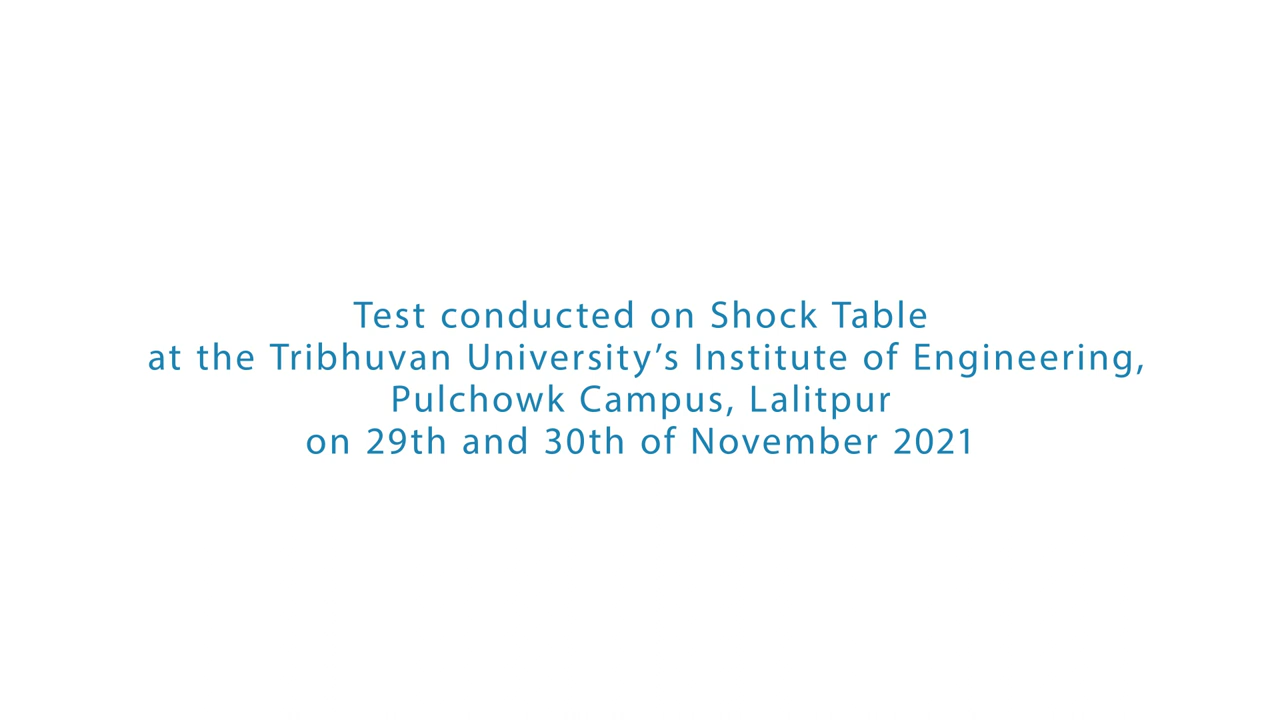 Test conducted on Shock Table
at the Tribhuvan University’s Institute of Engineering,
Pulchowk Campus, Lalitpur
on 29th and 30th of November 2021